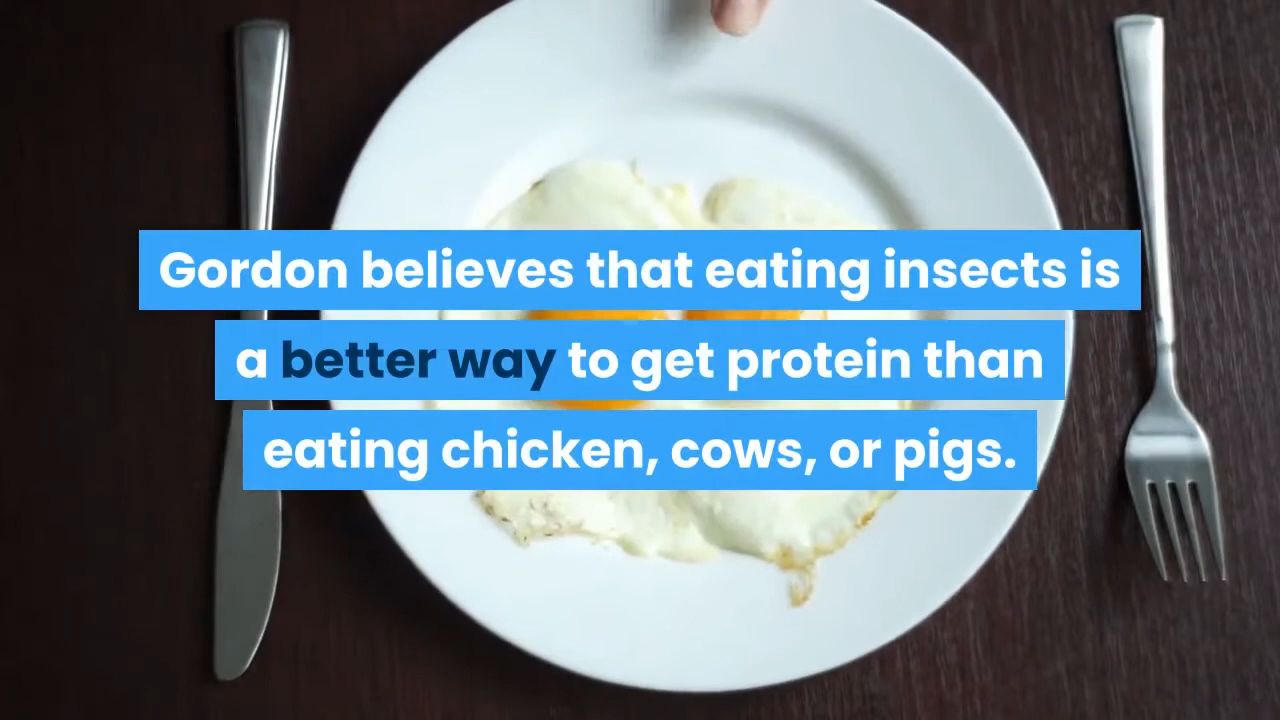 Gordon believes that eating insects is
a better way to get protein than
eating chicken, cows, or pigs.